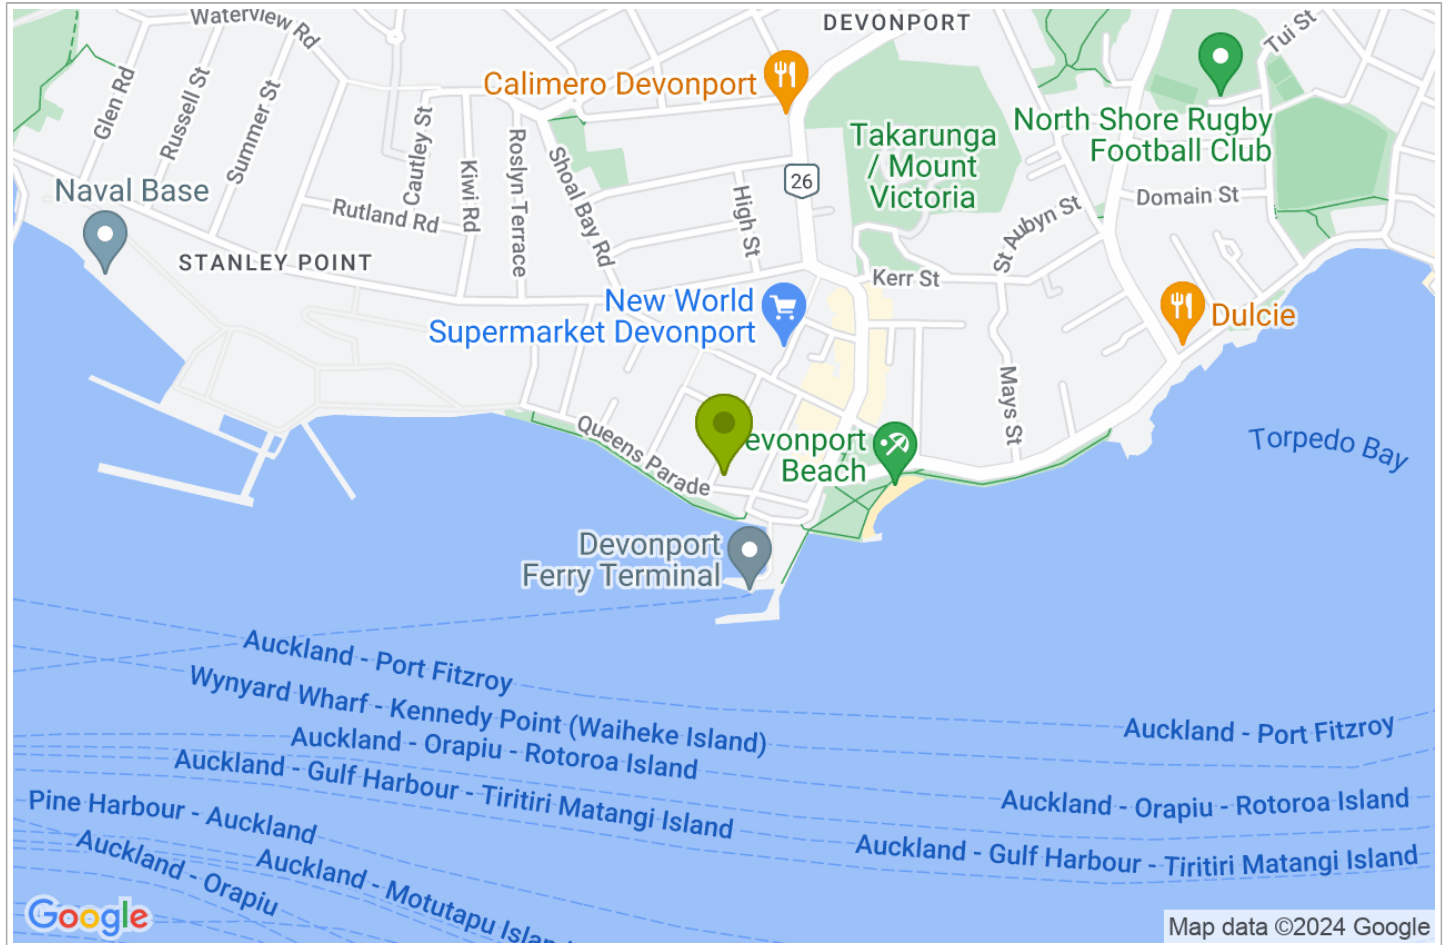 Waterview Rd
DEVONPORT
Tui St
Glen Rd
Russell St
Summer St
Cautley St
Kiwi Rd
Roslyn Terrace
Shoal Bay Rd
Calimero Devonport
26
Takarunga
/ Mount
Victoria
North Shore Rugby
Football Club
Domain St
Naval Base
Rutland Rd
High St
St Aubyn St
STANLEY POINT
Kerr St
New World
Supermarket Devonport
Dulcie
Mays St
Queens Parade
evonport
Beach
Torpedo Bay
Devonport
Ferry Terminal
Auckland - Port Fitzroy
Wynyard Wharf - Kennedy Point (Waiheke Island)
Auckland - Port Fitzroy
Auckland - Orapiu - Rotoroa Island
Auckland - Gulf Harbour - Tiritiri Matangi Island
Auckland - Orapiu - Rotoroa Island
Pine Harbour - Auckland
Auckland - Gulf Harbour - Tiritiri Matangi Island
Auckland - Orapiu
Auckland - Motutapu Islan
Google
Map data ©2024 Google